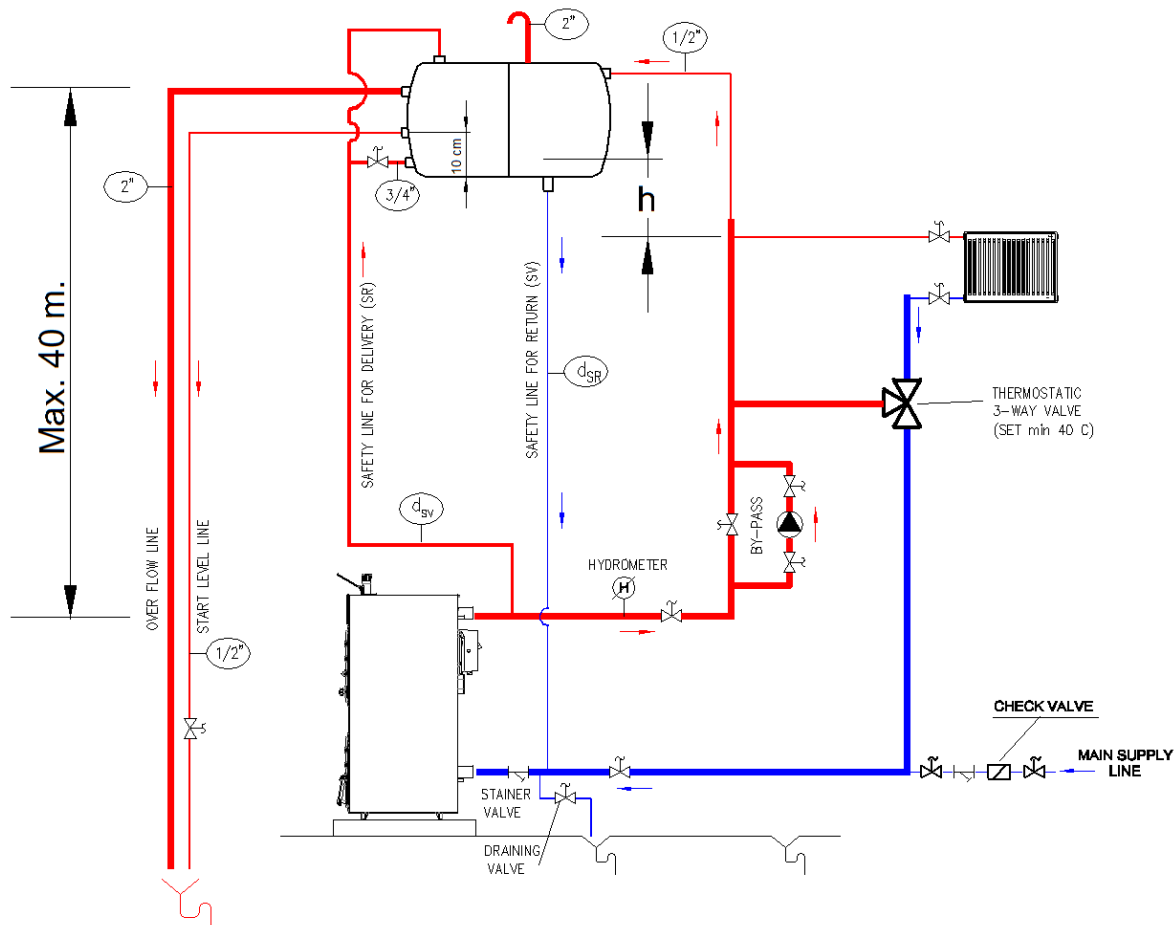 2"
1/2"
10 cm
3/4"
2"
h
Max. 40 m.
SAFETY LINE FOR DELIVERY (SR)
SAFETY LINE FOR RETURN (SV)
dSR
THERMOSTATIC
3-WAY VALVE
(SET min 40 C)
dsv
BY-PASS
HYDROMETER
H
OVER FLOW LINE
START LEVEL LINE
1/2"
CHECK VALVE
MAIN SUPPLY
LINE
STAINER
VALVE
DRAINING
VALVE